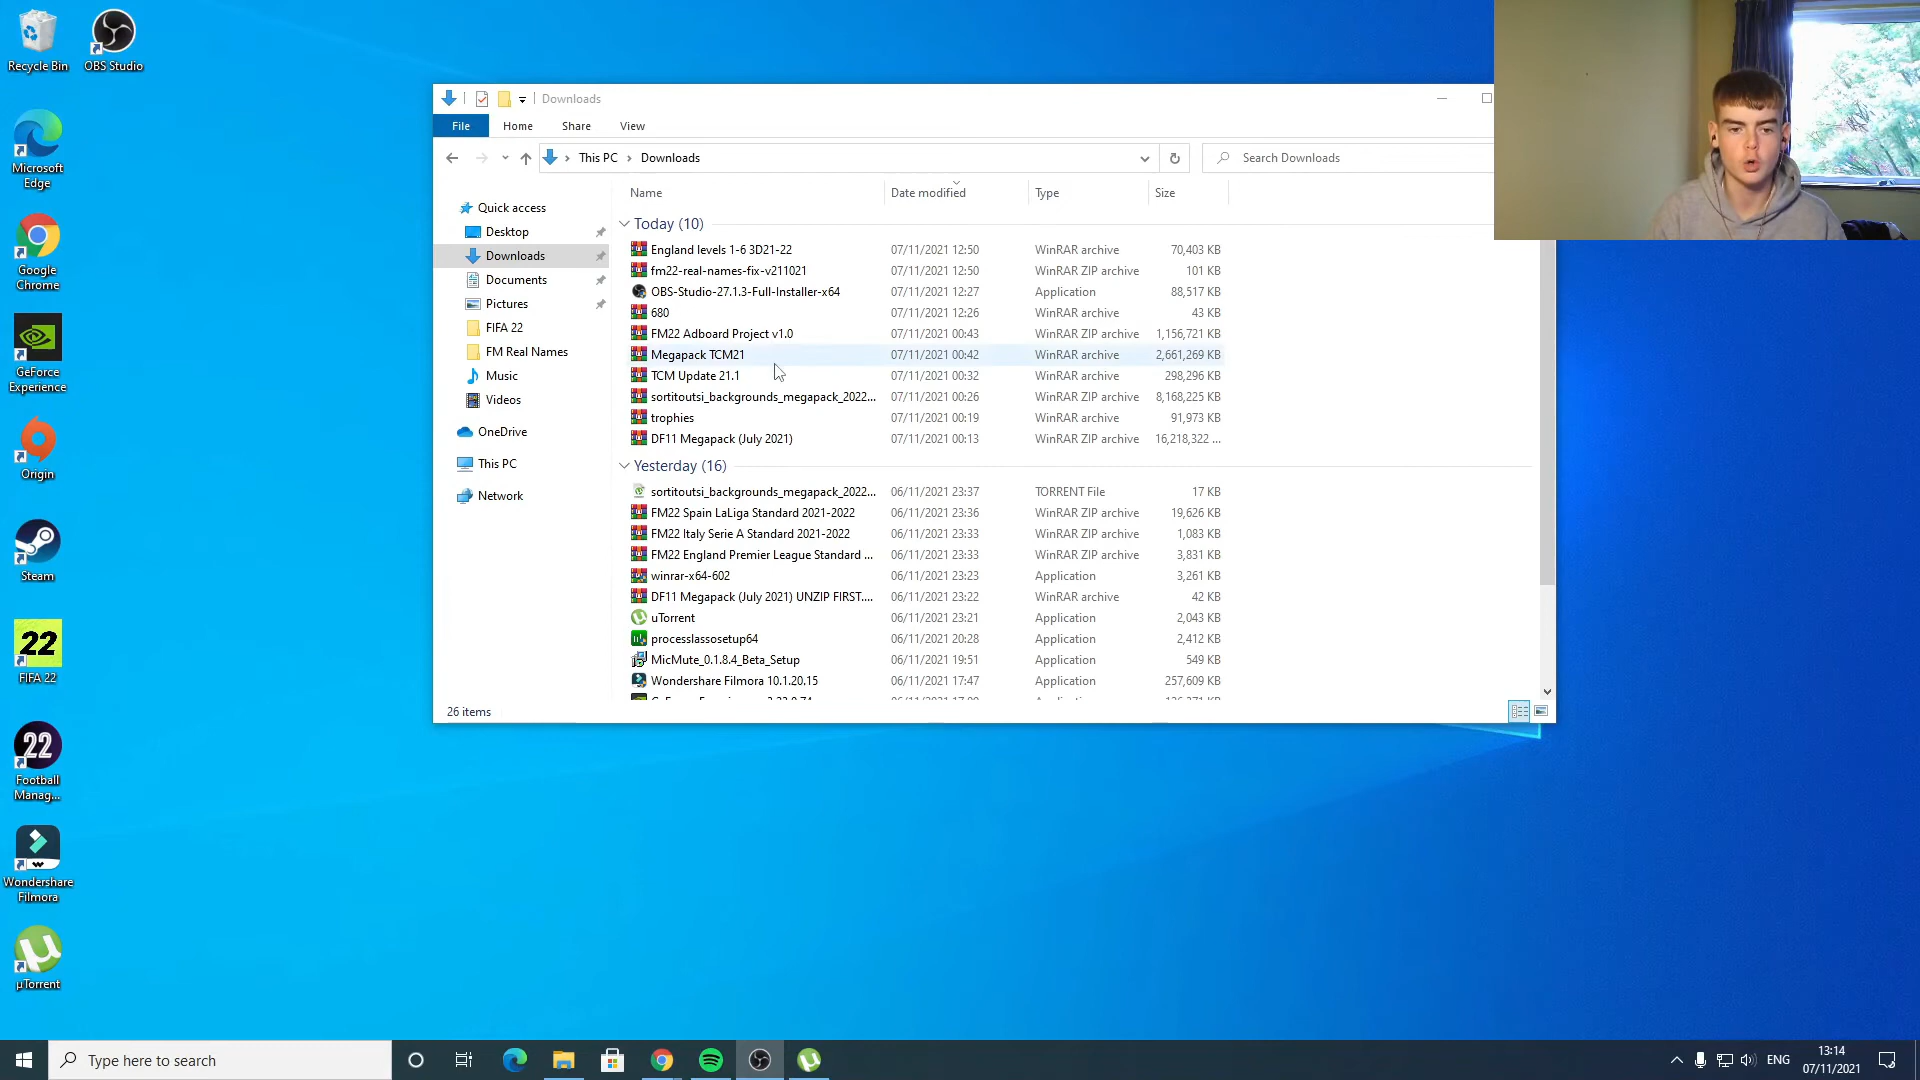 Recycle Bin
OBS Studio
Microsoft
Edge
Google
Chrome
GeForce
Experience
Origin
Steam
22
FIFA 22
22
Football
Manag...
Wondershare
Filmora
µTorrent
Downloads
File Home Share View
This PC Downloads
Search Downloads
Quick access
Desktop
Downloads
Documents
Pictures
FIFA 22
FM Real Names
Music
Videos
OneDrive
This PC
Network
Name Date modified Type Size
Today (10)
England levels 1-6 3D21-22 07/11/2021 12:50 WinRAR archive 70,403 KB
fm22-real-names-fix-v211021 07/11/2021 12:50 WinRAR ZIP archive 101 KB
OBS-Studio-27.1.3-Full-Installer-x64 07/11/2021 12:27 Application 88,517 KB
680 07/11/2021 12:26 WinRAR archive 43 KB
FM22 Adboard Project v1.0 07/11/2021 00:43 WinRAR ZIP archive 1,156,721 KB
Megapack TCM21 07/11/2021 00:42 WinRAR archive 2,661,269 KB
TCM Update 21.1 07/11/2021 00:32 WinRAR archive 298,296 KB
sortitoutsi_backgrounds_megapack_2022... 07/11/2021 00:26 WinRAR ZIP archive 8,168,225 KB
trophies 07/11/2021 00:19 WinRAR archive 91,973 KB
DF11 Megapack (July 2021) 07/11/2021 00:13 WinRAR ZIP archive 16,218,322 ...
Yesterday (16)
sortitoutsi_backgrounds_megapack_2022... 06/11/2021 23:37 TORRENT File 17 KB
FM22 Spain LaLiga Standard 2021-2022 06/11/2021 23:36 WinRAR ZIP archive 19,626 KB
FM22 Italy Serie A Standard 2021-2022 06/11/2021 23:33 WinRAR ZIP archive 1,083 KB
FM22 England Premier League Standard ... 06/11/2021 23:33 WinRAR ZIP archive 3,831 KB
winrar-x64-602 06/11/2021 23:23 Application 3,261 KB
DF11 Megapack (July 2021) UNZIP FIRST.... 06/11/2021 23:22 WinRAR archive 42 KB
uTorrent 06/11/2021 23:21 Application 2,043 KB
processlassosetup64 06/11/2021 20:28 Application 2,412 KB
MicMute_0.1.8.4_Beta_Setup 06/11/2021 19:51 Application 549 KB
Wondershare Filmora 10.1.20.15 06/11/2021 17:47 Application 257,609 KB
26 items
Type here to search
ENG
13:14
07/11/2021